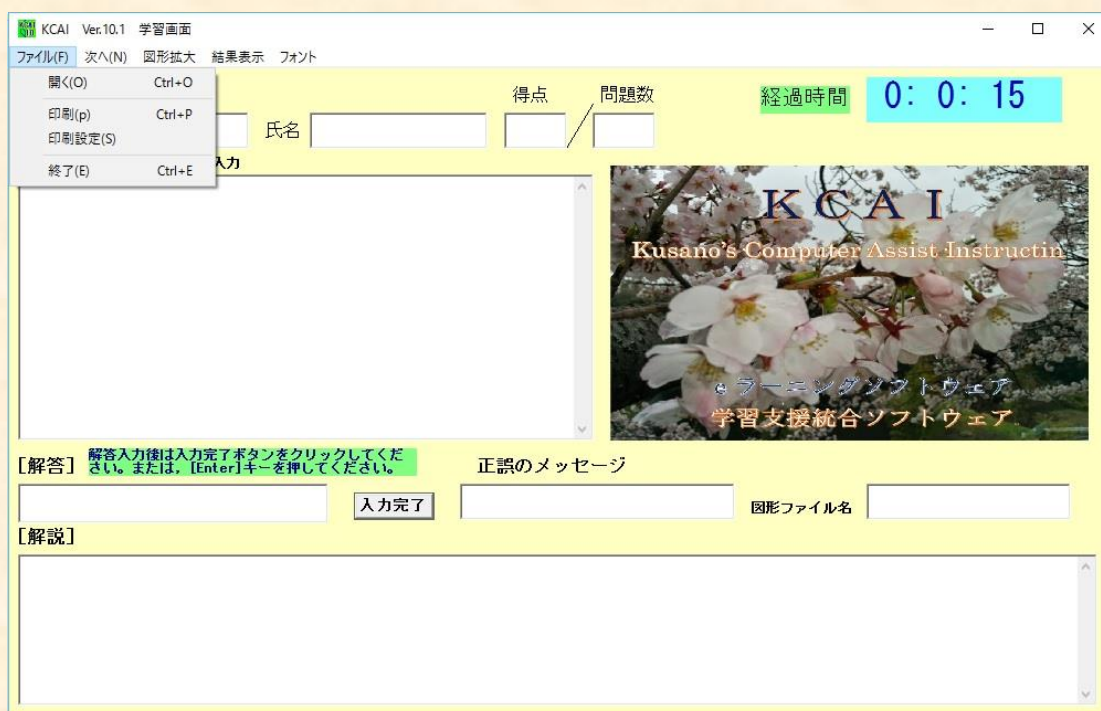 KCAI Ver.10.1 学習画面
ファイル(F) 次へ(N) 図形拡大 結果表示 フォント
開く(O) Ctrl+O
印刷(p) Ctrl+P
印刷設定(S)
終了(E) Ctrl+E
氏名
得点 / 問題数
経過時間 0: 0: 15
入力
KCAI
Kusano's Computer Assist Instructin
e ラーニングソフトウェア
学習支援統合ソフトウェア
[解答] 解答入力後は入力完了ボタンをクリックしてくだ
さい。または，[Enter]キーを押してください。
正誤のメッセージ
入力完了
図形ファイル名
[解説]